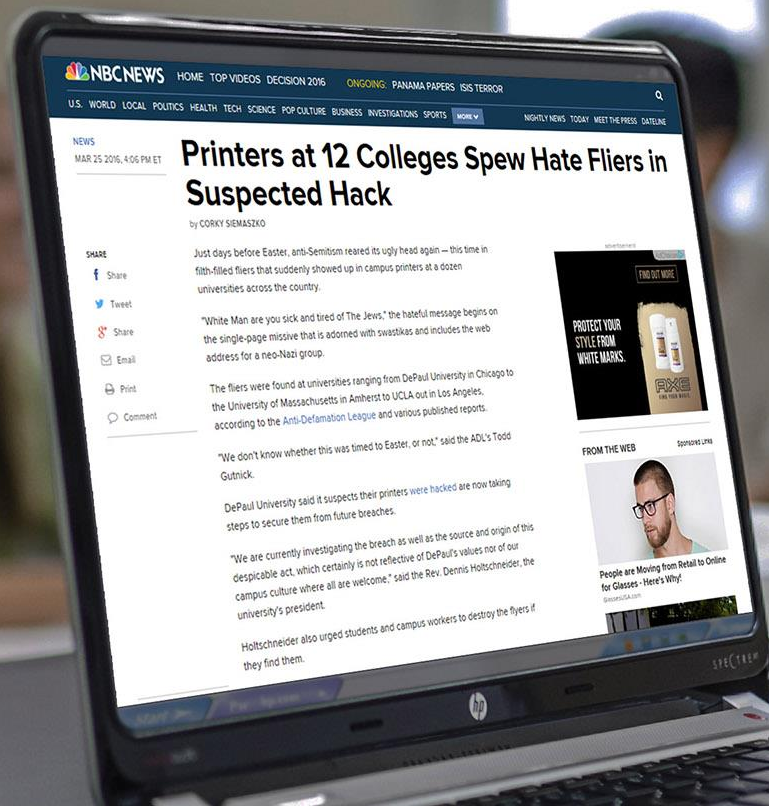 NBC NEWS HOME TOP VIDEOS DECISION 2016 ONGOING: PANAMA PAPERS ISIS TERROR
U.S. WORLD LOCAL POLITICS HEALTH TECH SCIENCE POP CULTURE BUSINESS INVESTIGATIONS SPORTS MORE NIGHTLY NEWS TODAY MEET THE PRESS DATELINE
NEWS
MAR 25 2016, 4:06 PM ET
Printers at 12 Colleges Spew Hate Fliers in
Suspected Hack
by CORKY SIEMASZKO
SHARE
Share
Tweet
Share
Email
Print
Comment
Just days before Easter, anti-Semitism reared its ugly head again — this time in
filth-filled fliers that suddenly showed up in campus printers at a dozen
universities across the country.
"White Man are you sick and tired of The Jews," the hateful message begins on
the single-page missive that is adorned with swastikas and includes the web
address for a neo-Nazi group.
The fliers were found at universities ranging from DePaul University in Chicago to
the University of Massachusetts in Amherst to UCLA out in Los Angeles,
according to the Anti-Defamation League and various published reports.
"We don't know whether this was timed to Easter, or not," said the ADL's Todd
Gutnick.
DePaul University said it suspects their printers were hacked are now taking
steps to secure them from future breaches.
"We are currently investigating the breach as well as the source and origin of this
despicable act, which certainly is not reflective of DePaul's values nor of our
campus culture where all are welcome," said the Rev. Dennis Holtschneider, the
university's president.
Holtschneider also urged students and campus workers to destroy the flyers if
they find them.
Advertisement
FIND OUT MORE
PROTECT YOUR
STYLE FROM
WHITE MARKS.
AXE
FIND YOUR MAGIC
FROM THE WEB Sponsored Links
People are Moving from Retail to Online
for Glasses - Here's Why!
GlassesUSA.com
Start
hp
SPECTRE